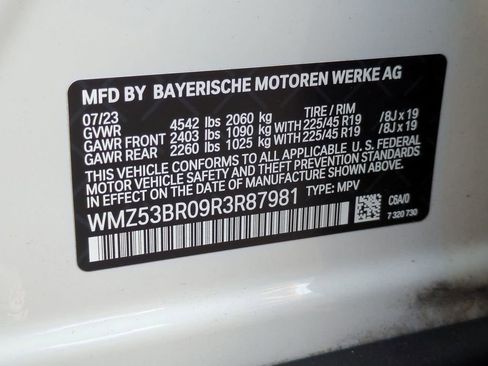 MFD BY BAYERISCHE MOTOREN WERKE AG
07/23 TIRE / RIM
GVWR 4542 lbs 2060 kg
GAWR FRONT 2403 lbs 1090 kg WITH 225/45 R19 /8J x 19
GAWR REAR 2260 lbs 1025 kg WITH 225/45 R19 /8J x 19
THIS VEHICLE CONFORMS TO ALL APPLICABLE U. S. FEDERAL
MOTOR VEHICLE SAFETY, BUMPER, AND THEFT PREVENTION STANDARDS
IN EFFECT ON THE DATE OF MANUFACTURE SHOWN ABOVE.
WMZ53BR09R3R87981 TYPE: MPV
C6A/0
7 320 730